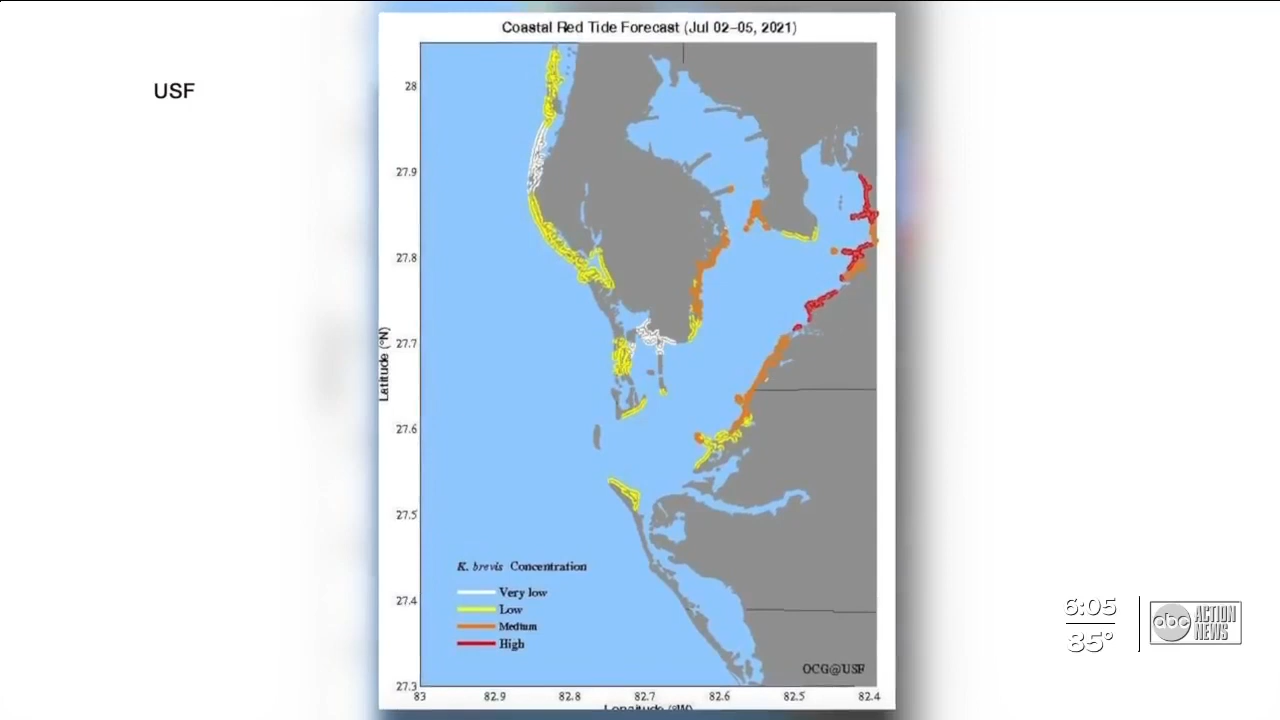 Coastal Red Tide Forecast (Jul 02-05, 2021)
USF
28
27.9
27.8
27.7
27.6
27.5
27.4
27.3
Latitude (°N)
K. brevis Concentration
Very low
Low
Medium
High
OCG@USF
83
82.9
82.8
82.7
82.6
82.5
82.4
Longitude (°W)
6:05
85°
abc
ACTION
NEWS